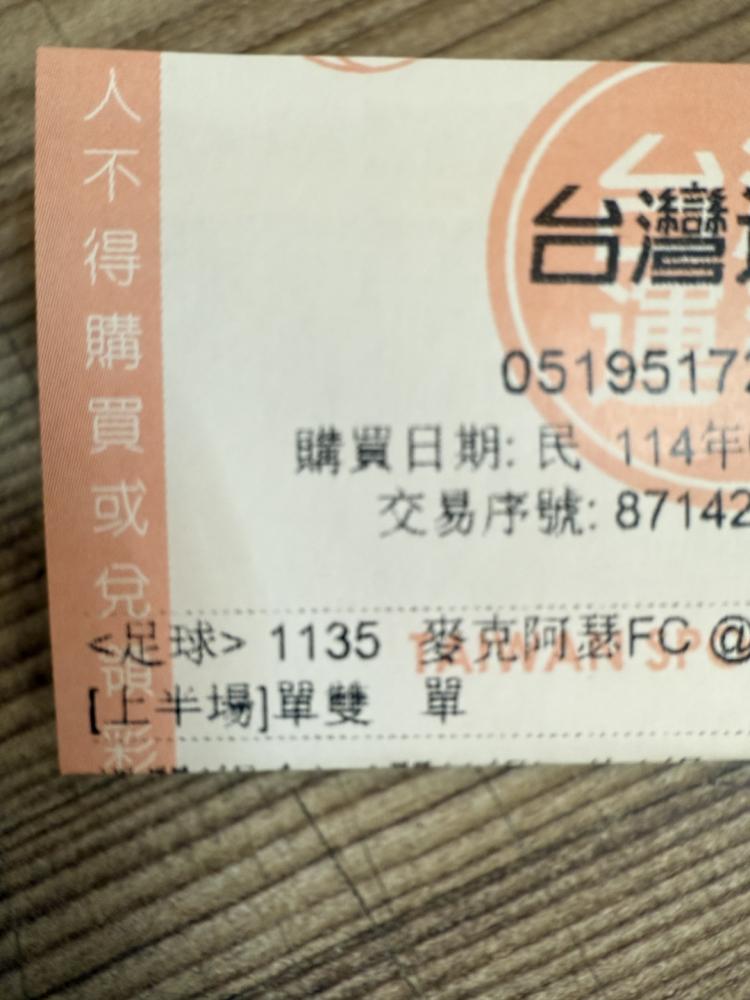 人不得購買或兌領彩
台灣
05195172
購買日期: 民 114年
交易序號: 87142
<足球> 1135 麥克阿瑟FC @
TAIWAN SPO
[上半場]單雙 單